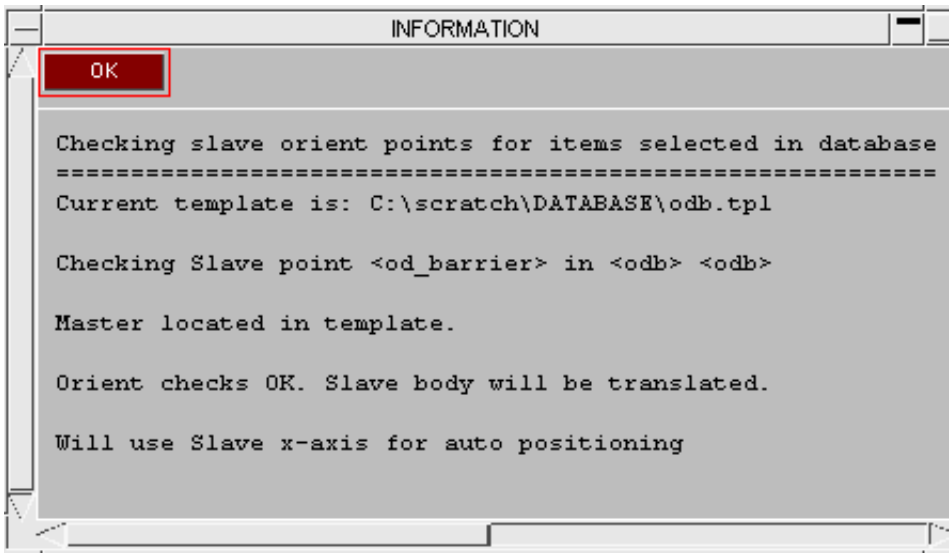 INFORMATION
OK
Checking slave orient points for items selected in database
===========================================================
Current template is: C:\scratch\DATABASE\odb.tpl
Checking Slave point <od_barrier> in <odb> <odb>
Master located in template.
Orient checks OK. Slave body will be translated.
Will use Slave x-axis for auto positioning